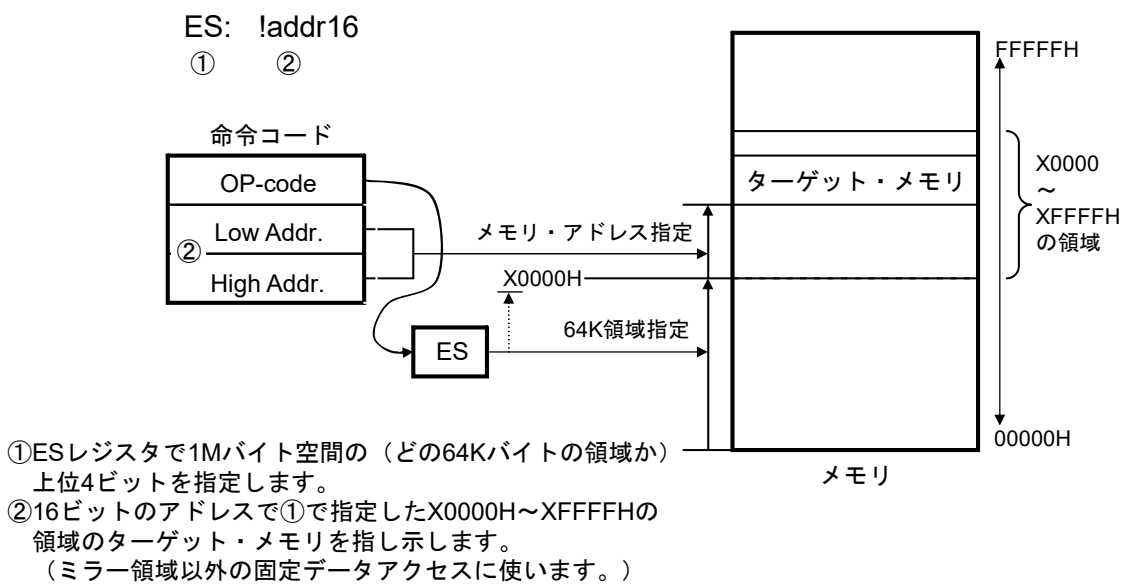 ES: !addr16
① ②
命令コード
OP-code
Low Addr.
②
High Addr.
ES
メモリ・アドレス指定
X0000H
64K領域指定
ターゲット・メモリ
FFFFFH
X0000
～
XFFFFH
の領域
00000H
メモリ
①ESレジスタで1Mバイト空間の（どの64Kバイトの領域か）
上位4ビットを指定します。
②16ビットのアドレスで①で指定したX0000H～XFFFFHの
領域のターゲット・メモリを指し示します。
（ミラー領域以外の固定データアクセスに使います。）